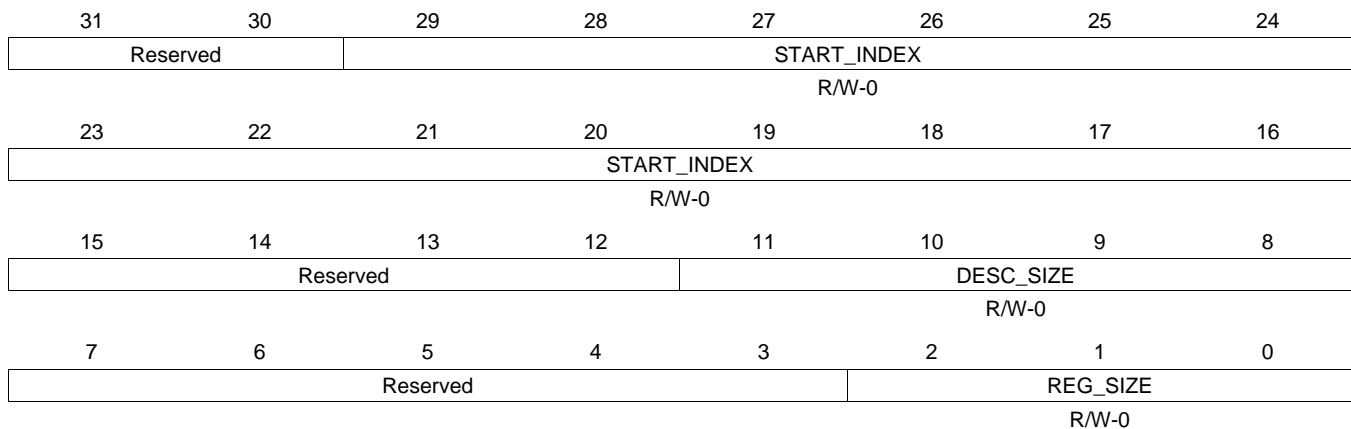 31 30 29 28 27 26 25 24
Reserved START_INDEX
R/W-0
23 22 21 20 19 18 17 16
START_INDEX
R/W-0
15 14 13 12 11 10 9 8
Reserved DESC_SIZE
R/W-0
7 6 5 4 3 2 1 0
Reserved REG_SIZE
R/W-0